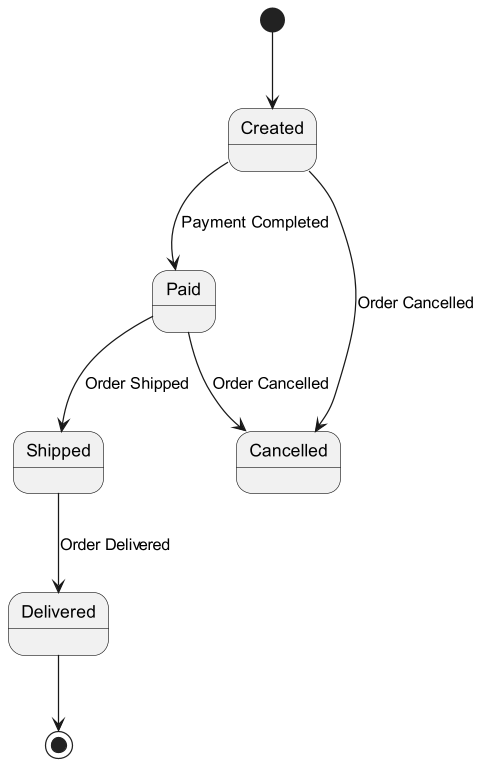 Created
Payment Completed
Paid
Order Cancelled
Order Shipped
Order Cancelled
Shipped
Cancelled
Order Delivered
Delivered